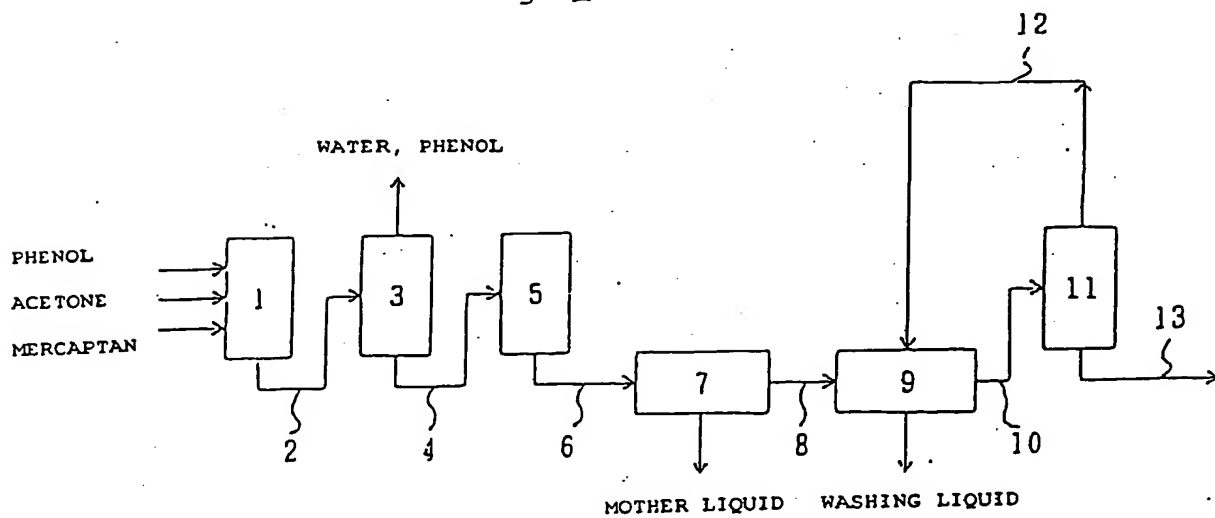 12
WATER, PHENOL
PHENOL
ACETONE
MERCAPTAN
1
3
5
11
13
7
9
2
4
6
8
10
MOTHER LIQUID WASHING LIQUID